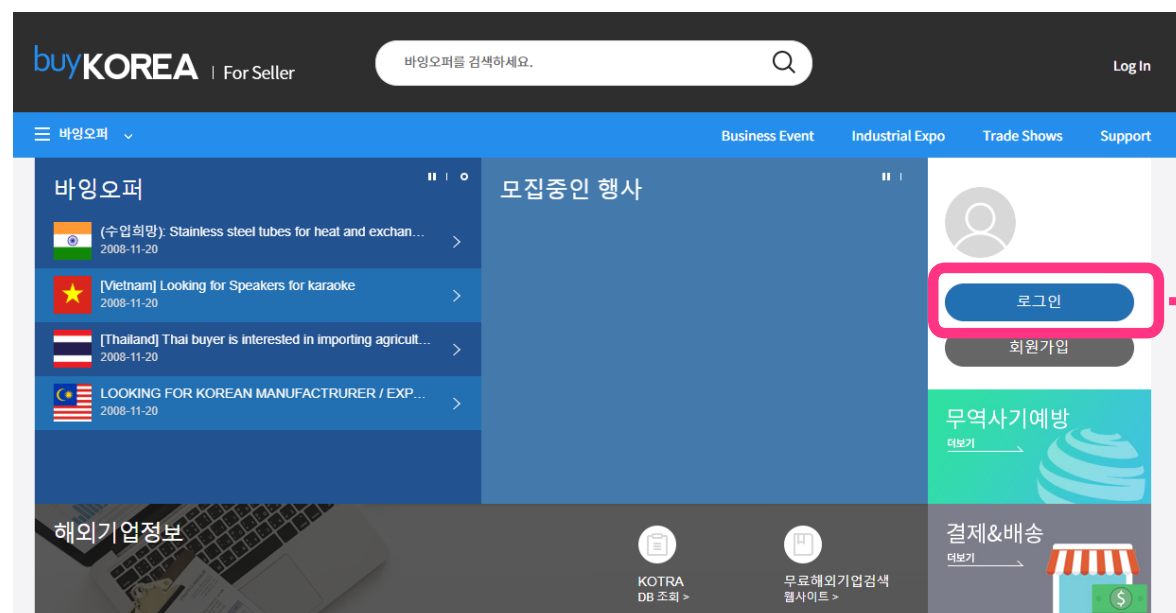 buyKOREA | For Seller
바잉오퍼를 검색하세요.
Log In
바잉오퍼
Business Event
Industrial Expo
Trade Shows
Support
바잉오퍼
(수입희망): Stainless steel tubes for heat and exchan...
2008-11-20
[Vietnam] Looking for Speakers for karaoke
2008-11-20
[Thailand] Thai buyer is interested in importing agricult...
2008-11-20
LOOKING FOR KOREAN MANUFACTRURER / EXP...
2008-11-20
모집중인 행사
로그인
회원가입
무역사기예방
더보기
해외기업정보
KOTRA
DB 조회 >
무료해외기업검색
웹사이트 >
결제&배송
더보기
$